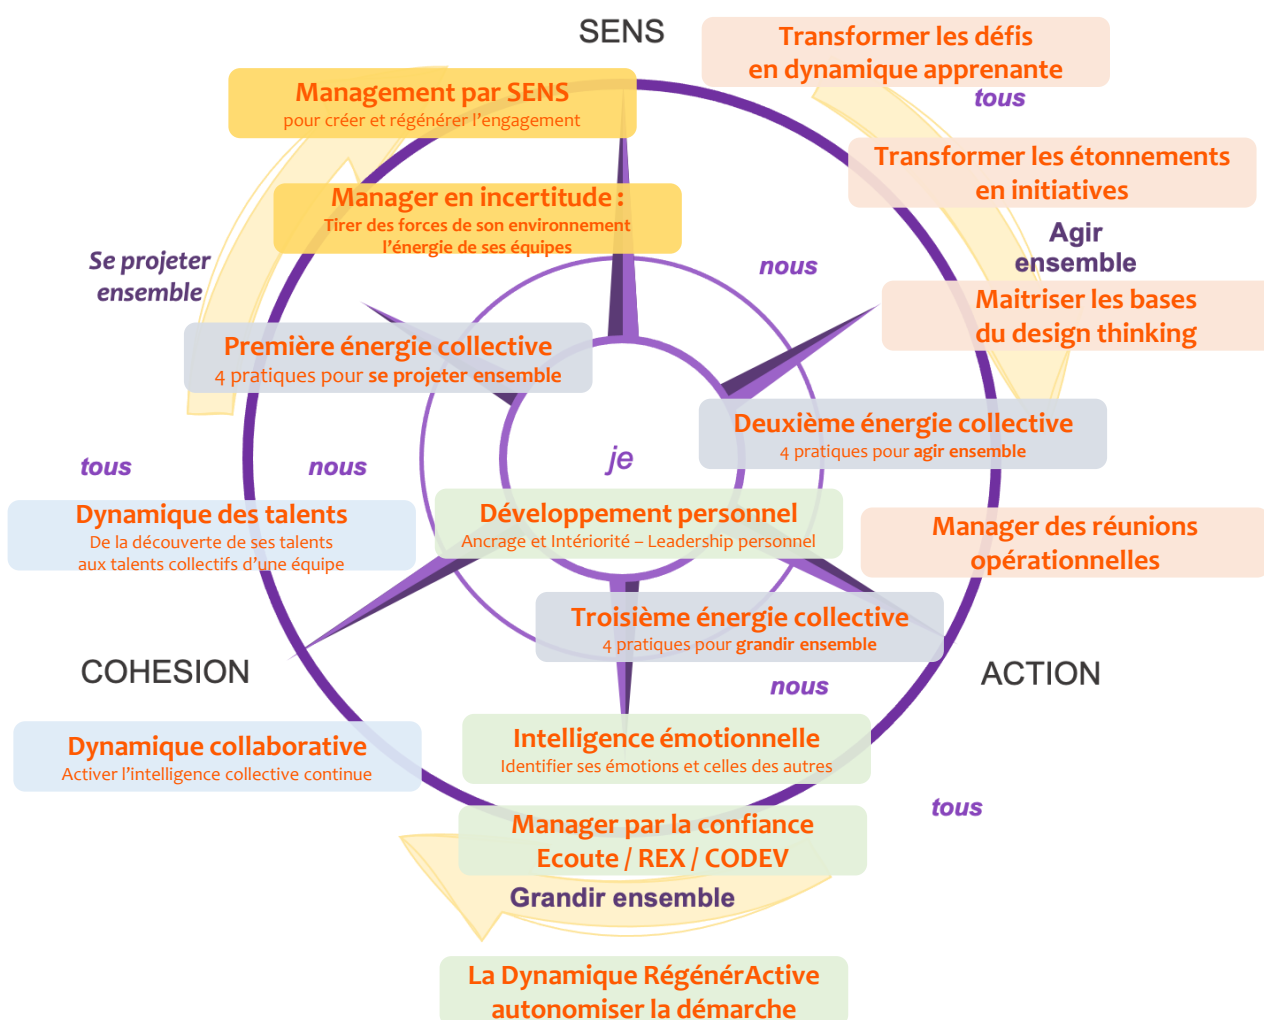 SENS
Transformer les défis
en dynamique apprenante
tous
Management par SENS
pour créer et régénérer l'engagement
Transformer les étonnements
en initiatives
Manager en incertitude :
Tirer des forces de son environnement
l'énergie de ses équipes
Agir
ensemble
Se projeter
ensemble
nous
Maitriser les bases
du design thinking
Première énergie collective
4 pratiques pour se projeter ensemble
Deuxième énergie collective
4 pratiques pour agir ensemble
je
tous
nous
Dynamique des talents
De la découverte de ses talents
aux talents collectifs d'une équipe
Développement personnel
Ancrage et Intériorité – Leadership personnel
Manager des réunions
opérationnelles
Troisième énergie collective
4 pratiques pour grandir ensemble
COHESION
ACTION
nous
Dynamique collaborative
Activer l'intelligence collective continue
Intelligence émotionnelle
Identifier ses émotions et celles des autres
tous
Manager par la confiance
Ecoute / REX / CODEV
Grandir ensemble
La Dynamique RégénérActive
autonomiser la démarche